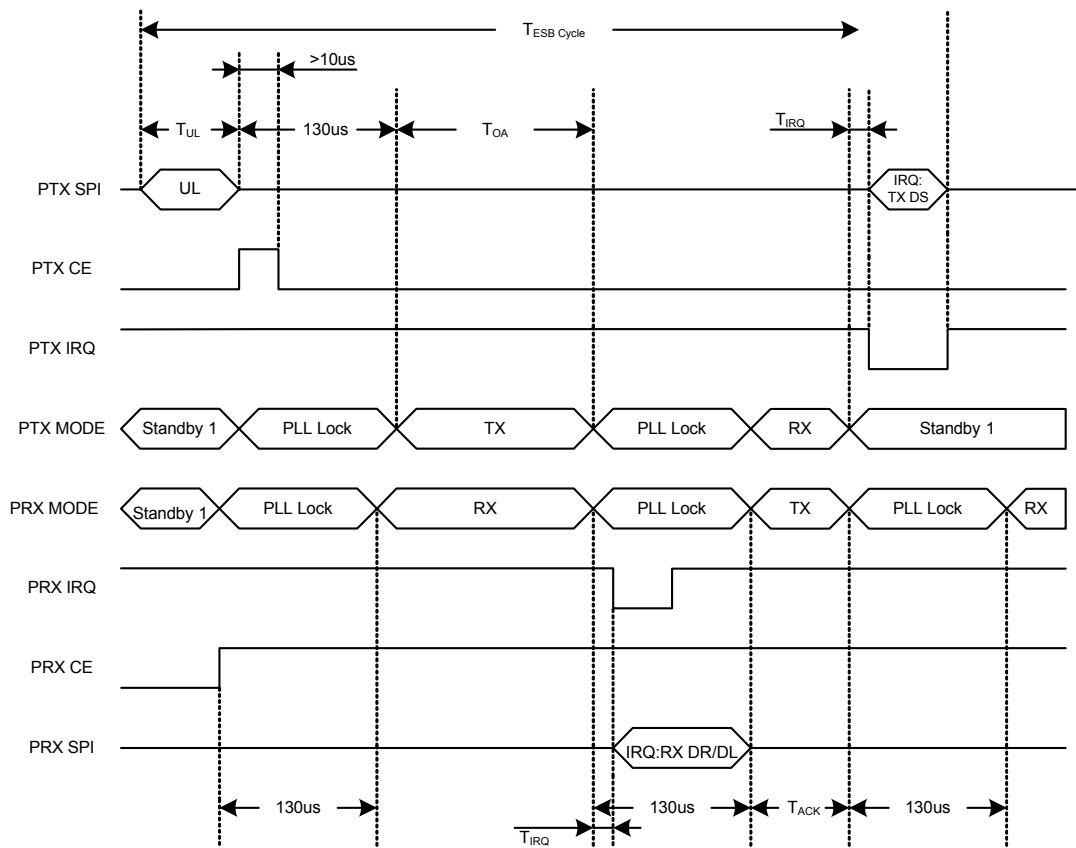 TESB Cycle
>10us
TUL 130us TOA TIRQ
PTX SPI UL IRQ: TX DS
PTX CE
PTX IRQ
PTX MODE Standby 1 PLL Lock TX PLL Lock RX Standby 1
PRX MODE Standby 1 PLL Lock RX PLL Lock TX PLL Lock RX
PRX IRQ
PRX CE
PRX SPI IRQ:RX DR/DL
130us 130us TACK 130us
TIRQ